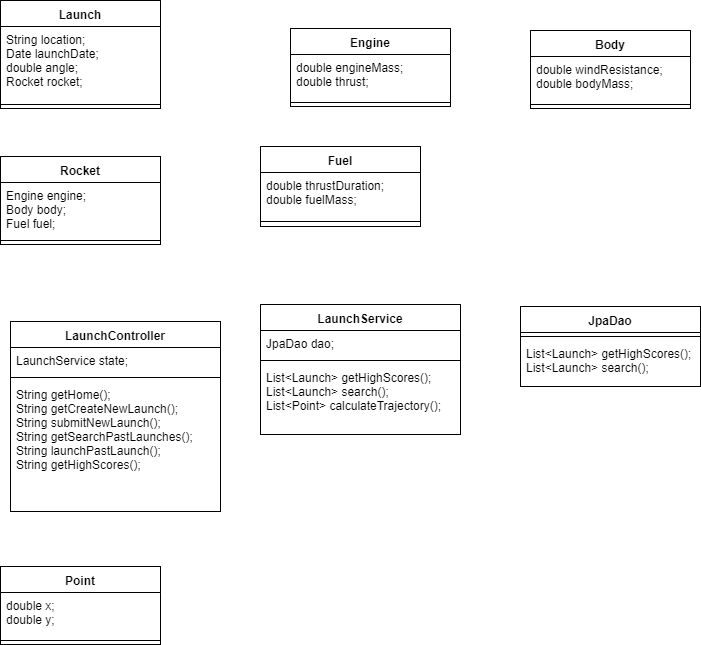 Launch
String location;
Date launchDate;
double angle;
Rocket rocket;
Engine
double engineMass;
double thrust;
Body
double windResistance;
double bodyMass;
Rocket
Engine engine;
Body body;
Fuel fuel;
Fuel
double thrustDuration;
double fuelMass;
LaunchController
LaunchService state;
String getHome();
String getCreateNewLaunch();
String submitNewLaunch();
String getSearchPastLaunches();
String launchPastLaunch();
String getHighScores();
LaunchService
JpaDao dao;
List<Launch> getHighScores();
List<Launch> search();
List<Point> calculateTrajectory();
JpaDao
List<Launch> getHighScores();
List<Launch> search();
Point
double x;
double y;